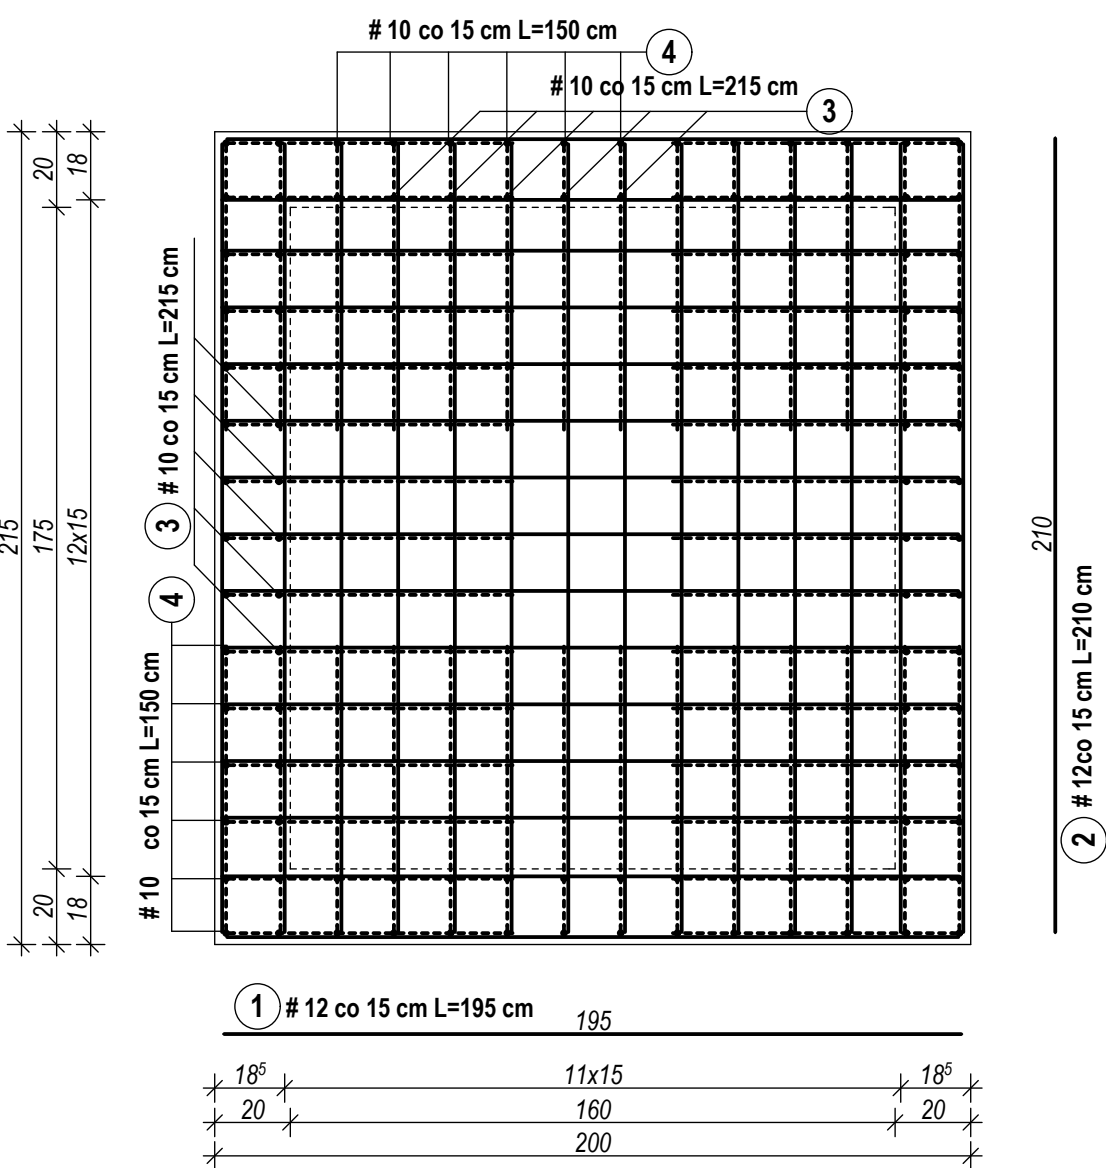 # 10 co 15 cm L=150 cm
4
# 10 co 15 cm L=215 cm
3
20
18
215
175
12x15
20
18
3 # 10 co 15 cm L=215 cm
4
# 10 co 15 cm L=150 cm
210
2 # 12co 15 cm L=210 cm
1 # 12 co 15 cm L=195 cm
195
18⁵ 11x15 18⁵
20 160 20
200